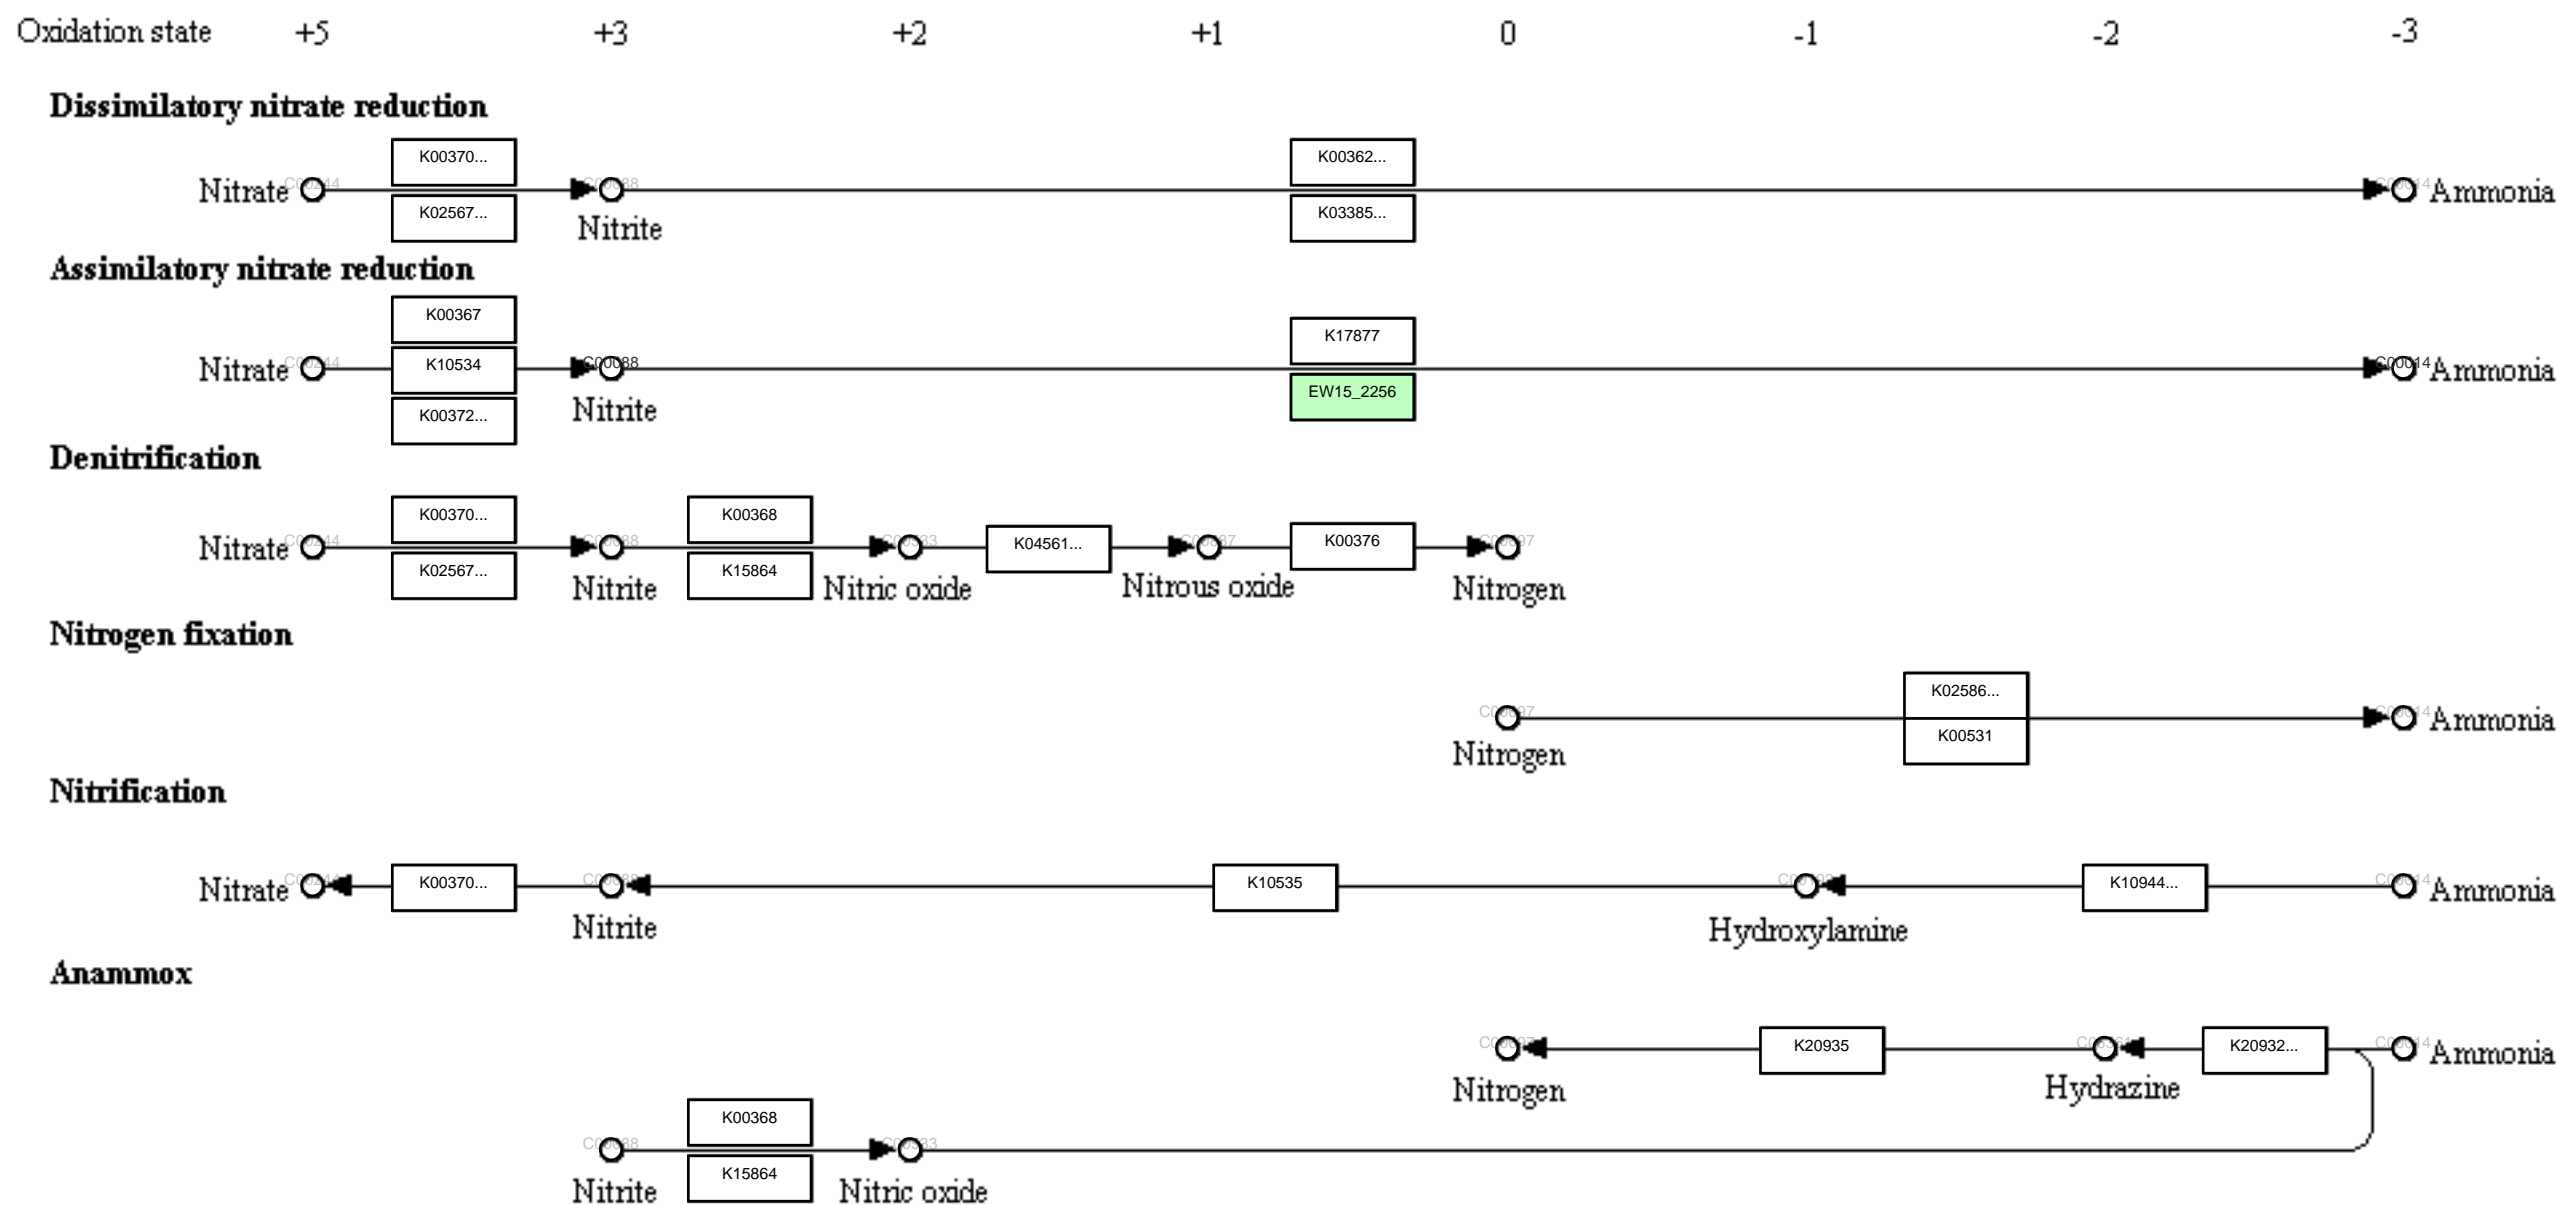 Oxidation state +5 +3 +2 +1 0 -1 -2 -3
Dissimilatory nitrate reduction
K00370... K00362...
Nitrate Ammonia
K02567... K03385...
Nitrite
Assimilatory nitrate reduction
K00367
K17877
Nitrate K10534 C00088 C00014 Ammonia
EW15_2256
K00372... Nitrite
Denitrification
K00370... K00368
Nitrate K04561... K00376
K02567... K15864
Nitrite Nitric oxide Nitrous oxide Nitrogen
Nitrogen fixation
K02586...
Ammonia
K00531
Nitrogen
Nitrification
Nitrate K00370... K10535 K10944... Ammonia
Nitrite Hydroxylamine
Anammox
K20935 K20932... Ammonia
Nitrogen Hydrazine
K00368
K15864
Nitrite Nitric oxide